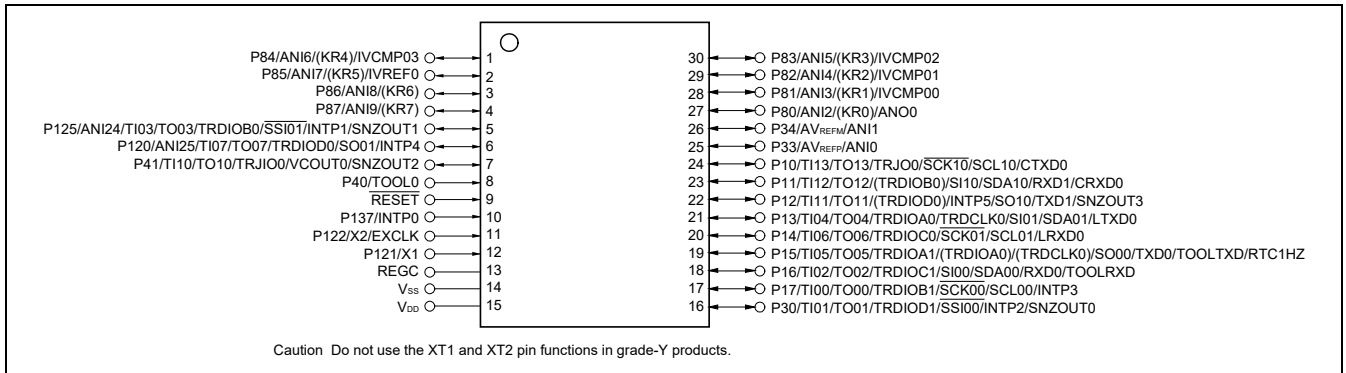 P84/ANI6/(KR4)/IVCMP03 1
P85/ANI7/(KR5)/IVREF0 2
P86/ANI8/(KR6) 3
P87/ANI9/(KR7) 4
P125/ANI24/TI03/TO03/TRDIOB0/SSI01/INTP1/SNZOUT1 5
P120/ANI25/TI07/TO07/TRDIOD0/SO01/INTP4 6
P41/TI10/TO10/TRJIO0/VCOUT0/SNZOUT2 7
P40/TOOL0 8
RESET 9
P137/INTP0 10
P122/X2/EXCLK 11
P121/X1 12
REGC 13
VSS 14
VDD 15
30 P83/ANI5/(KR3)/IVCMP02
29 P82/ANI4/(KR2)/IVCMP01
28 P81/ANI3/(KR1)/IVCMP00
27 P80/ANI2/(KR0)/ANO0
26 P34/AVREFM/ANI1
25 P33/AVREFP/ANI0
24 P10/TI13/TO13/TRJO0/SCK10/SCL10/CTXD0
23 P11/TI12/TO12/(TRDIOB0)/SI10/SDA10/RXD1/CRXD0
22 P12/TI11/TO11/(TRDIOD0)/INTP5/SO10/TXD1/SNZOUT3
21 P13/TI04/TO04/TRDIOA0/TRDCLK0/SI01/SDA01/LTXD0
20 P14/TI06/TO06/TRDIOC0/SCK01/SCL01/LRXD0
19 P15/TI05/TO05/TRDIOA1/(TRDIOA0)/(TRDCLK0)/SO00/TXD0/TOOLTXD/RTC1HZ
18 P16/TI02/TO02/TRDIOC1/SI00/SDA00/RXD0/TOOLRXD
17 P17/TI00/TO00/TRDIOB1/SCK00/SCL00/INTP3
16 P30/TI01/TO01/TRDIOD1/SSI00/INTP2/SNZOUT0
Caution Do not use the XT1 and XT2 pin functions in grade-Y products.